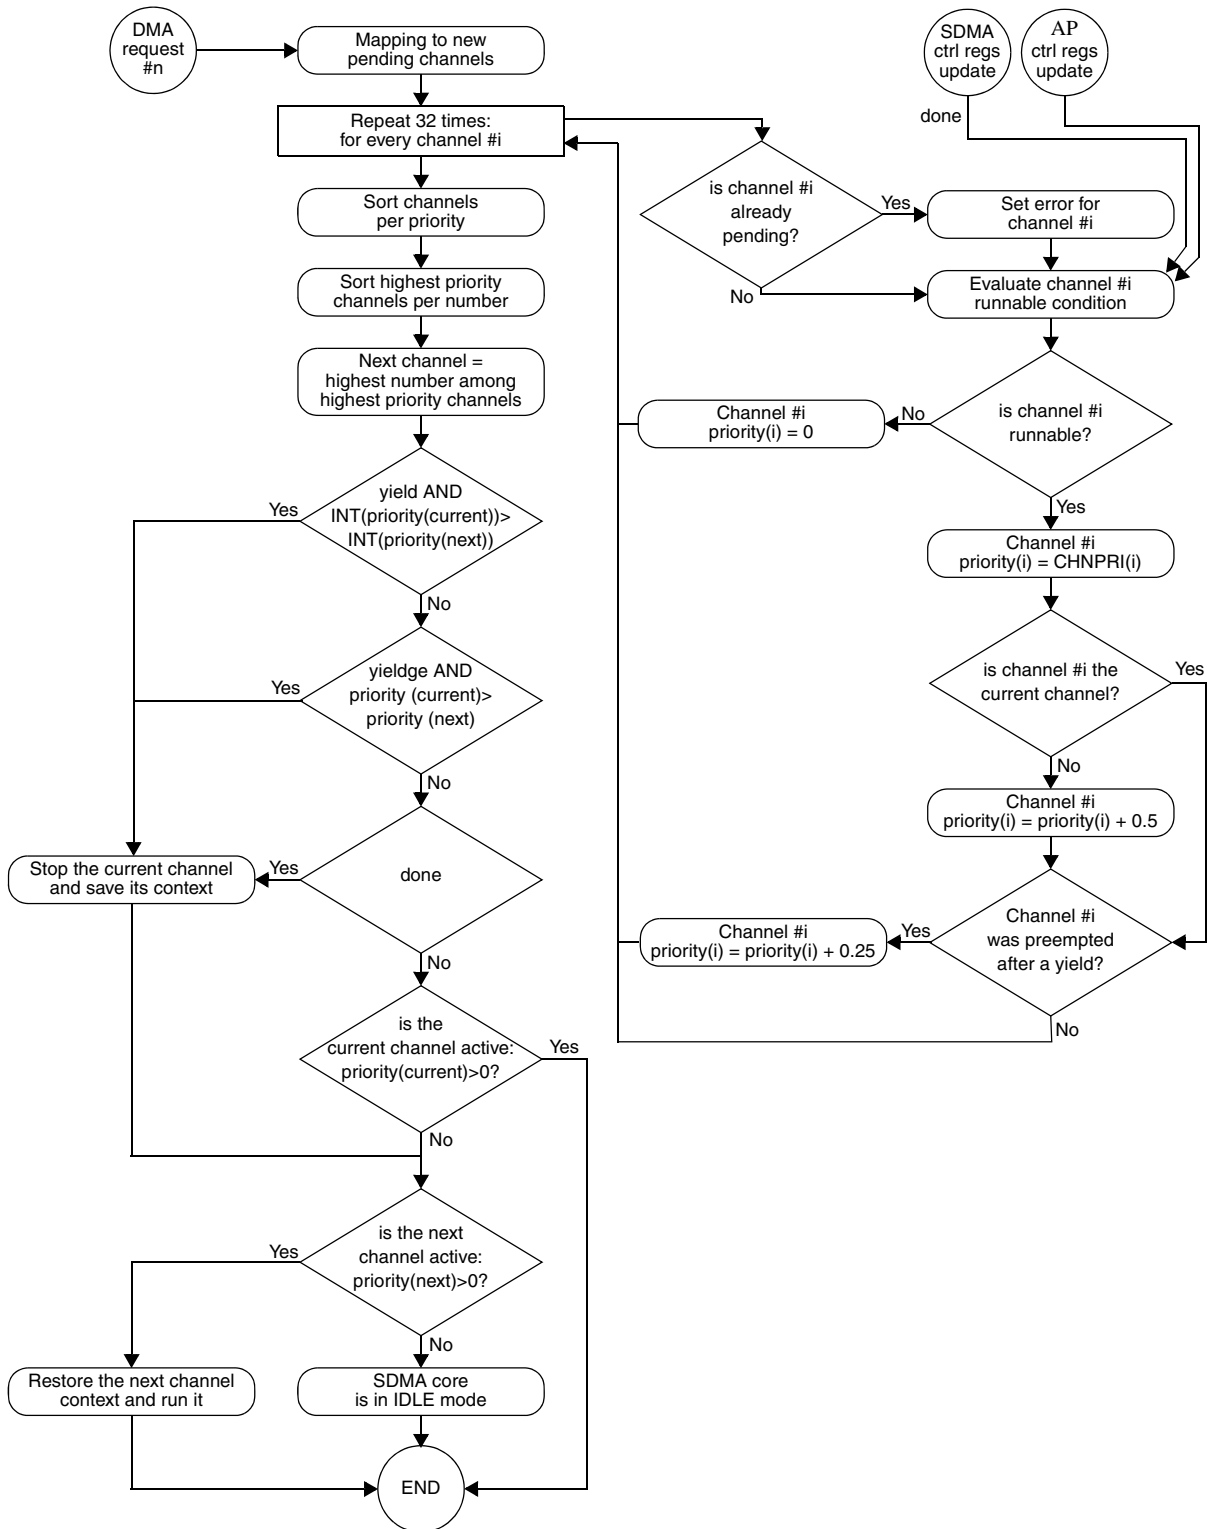 DMA
request
#n
Mapping to new
pending channels
SDMA
ctrl regs
update
AP
ctrl regs
update
done
Repeat 32 times:
for every channel #i
is channel #i
already
pending?
Yes
No
Set error for
channel #i
Sort channels
per priority
Sort highest priority
channels per number
Evaluate channel #i
runnable condition
Next channel =
highest number among
highest priority channels
is channel #i
runnable?
No
Yes
Channel #i
priority(i) = 0
yield AND
INT(priority(current))>
INT(priority(next))
Yes
No
Channel #i
priority(i) = CHNPRI(i)
yieldge AND
priority (current)>
priority (next)
Yes
No
is channel #i the
current channel?
Yes
No
Channel #i
priority(i) = priority(i) + 0.5
done
Yes
No
Stop the current channel
and save its context
Channel #i
was preempted
after a yield?
Yes
No
Channel #i
priority(i) = priority(i) + 0.25
is the
current channel active:
priority(current)>0?
Yes
No
is the next
channel active:
priority(next)>0?
Yes
No
Restore the next channel
context and run it
SDMA core
is in IDLE mode
END